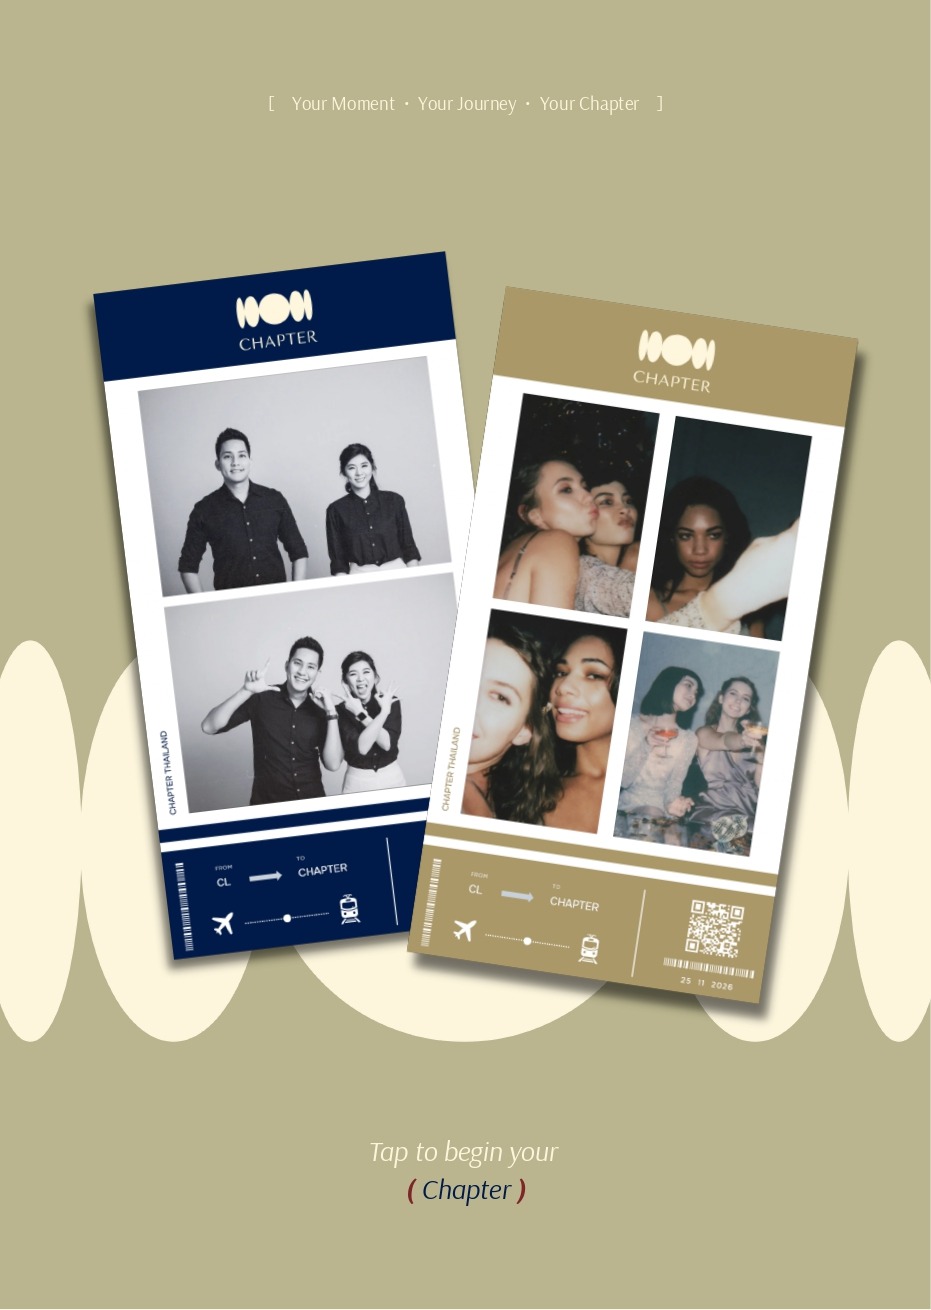 [ Your Moment · Your Journey · Your Chapter ]
CHAPTER
CHAPTER THAILAND
FROM
CL
TO
CHAPTER
CHAPTER
CHAPTER THAILAND
FROM
CL
TO
CHAPTER
25 11 2026
Tap to begin your
( Chapter )